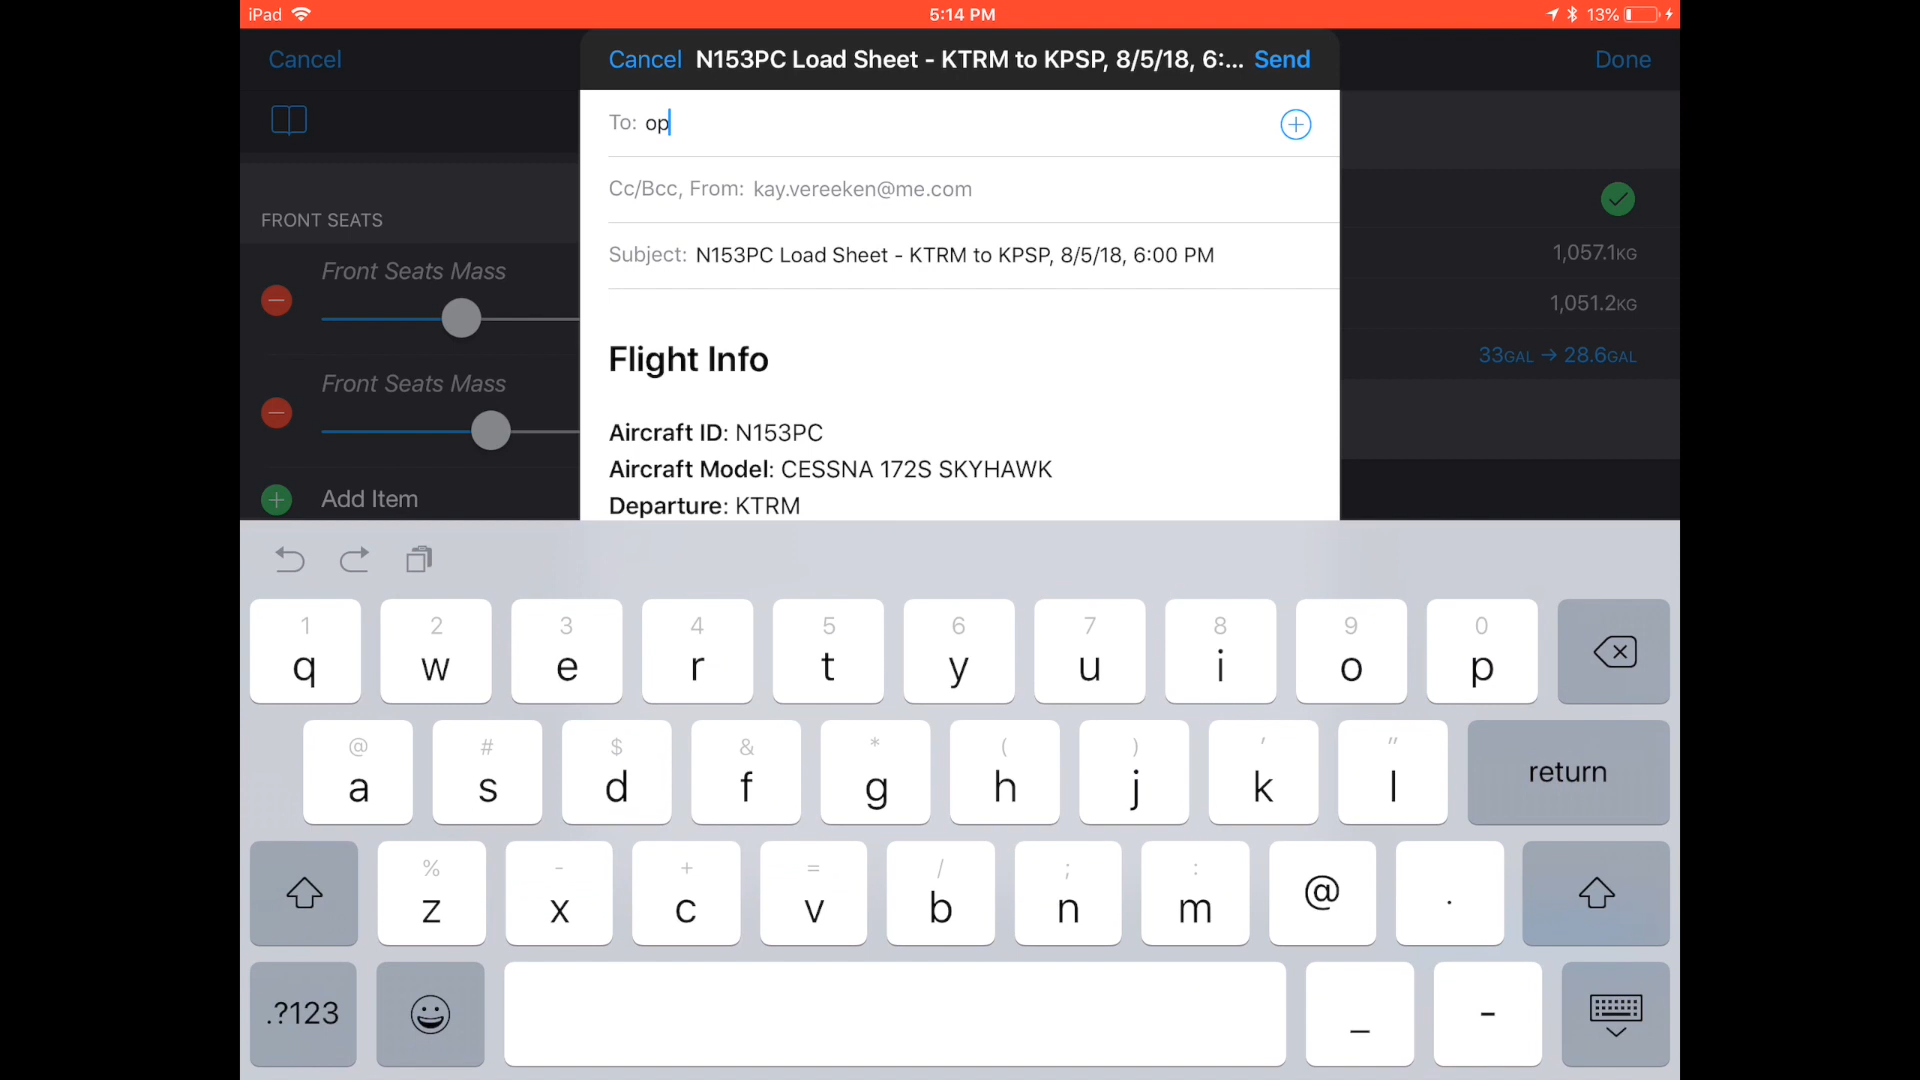 iPad 5:14 PM 13%
Cancel
Done
Cancel N153PC Load Sheet - KTRM to KPSP, 8/5/18, 6:... Send
To: op
Cc/Bcc, From: kay.vereeken@me.com
Subject: N153PC Load Sheet - KTRM to KPSP, 8/5/18, 6:00 PM
Flight Info
Aircraft ID: N153PC
Aircraft Model: CESSNA 172S SKYHAWK
Departure: KTRM
FRONT SEATS
Front Seats Mass
Front Seats Mass
Add Item
1,057.1KG
1,051.2KG
33GAL → 28.6GAL
1 2 3 4 5 6 7 8 9 0
q w e r t y u i o p
@ # $ & * ( ) ' "
a s d f g h j k l return
% - + = / ; :
z x c v b n m @ .
.?123 _ -